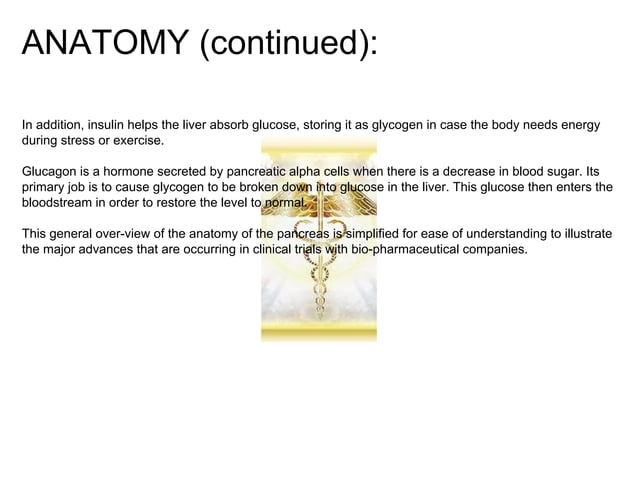 ANATOMY (continued):
In addition, insulin helps the liver absorb glucose, storing it as glycogen in case the body needs energy
during stress or exercise.
Glucagon is a hormone secreted by pancreatic alpha cells when there is a decrease in blood sugar. Its
primary job is to cause glycogen to be broken down into glucose in the liver. This glucose then enters the
bloodstream in order to restore the level to normal.
This general over-view of the anatomy of the pancreas is simplified for ease of understanding to illustrate
the major advances that are occurring in clinical trials with bio-pharmaceutical companies.